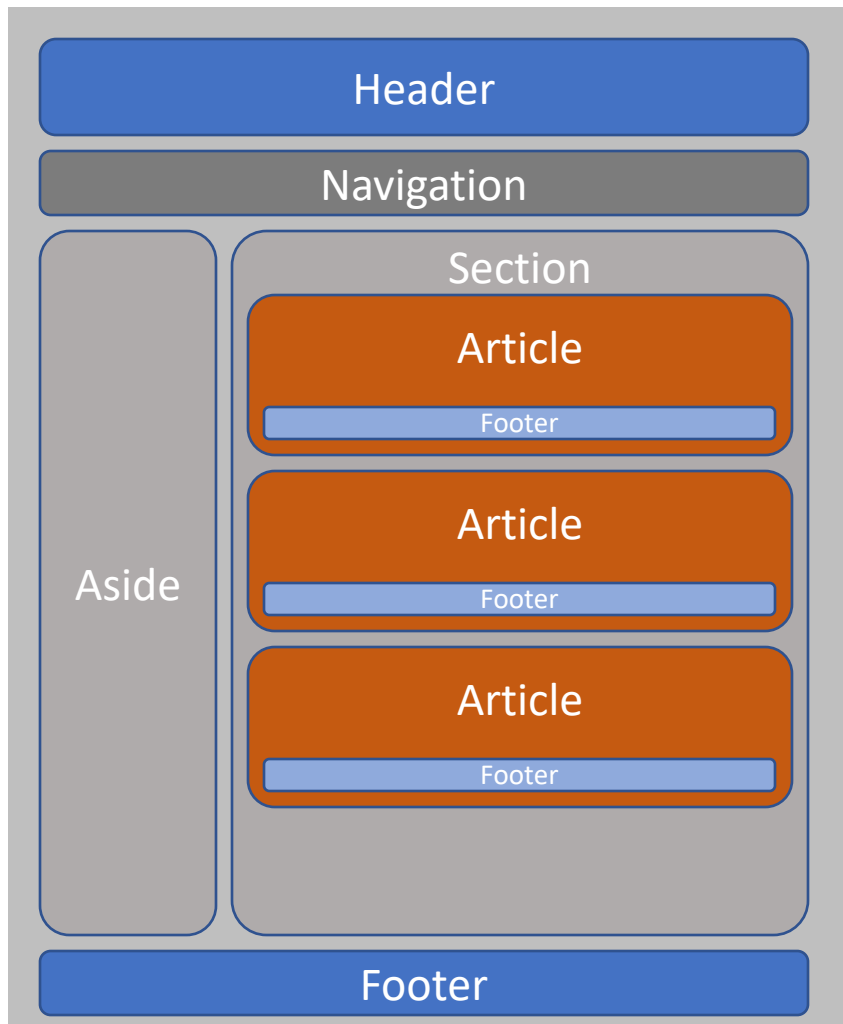 Header
Navigation
Aside
Section
Article
Footer
Article
Footer
Article
Footer
Footer